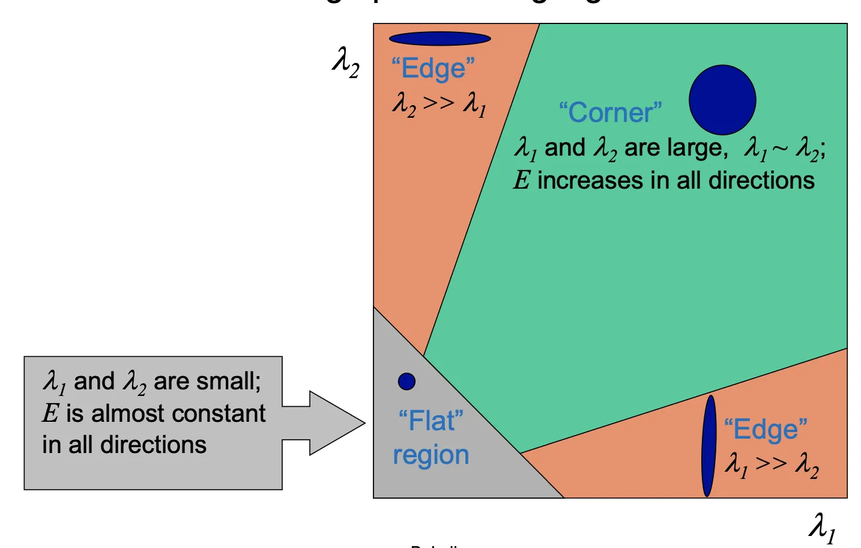 λ2
“Edge”
λ2 >> λ1
“Corner”
λ1 and λ2 are large, λ1 ~ λ2;
E increases in all directions
λ1 and λ2 are small;
E is almost constant
in all directions
“Flat”
region
“Edge”
λ1 >> λ2
λ1